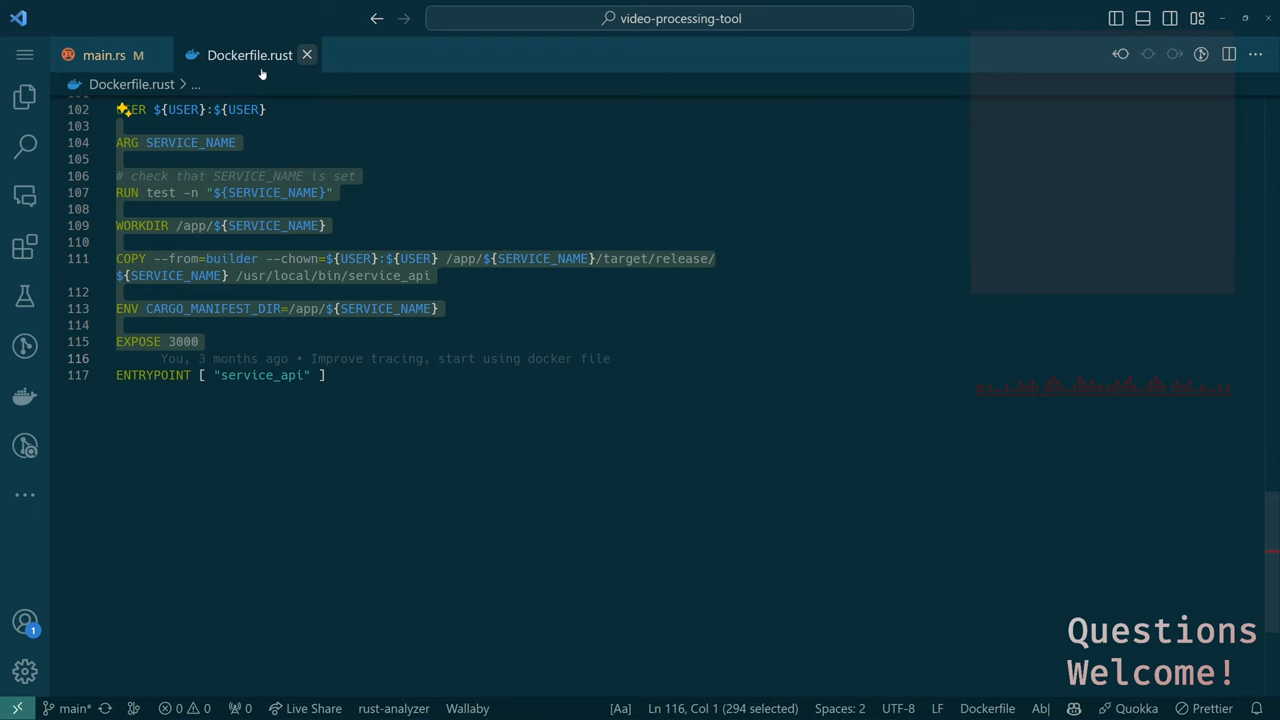 video-processing-tool
main.rs M
Dockerfile.rust
Dockerfile.rust > ...
102 ER ${USER}:${USER}
103
104 ARG SERVICE_NAME
105
106 # check that SERVICE_NAME is set
107 RUN test -n "${SERVICE_NAME}"
108
109 WORKDIR /app/${SERVICE_NAME}
110
111 COPY --from=builder --chown=${USER}:${USER} /app/${SERVICE_NAME}/target/release/
${SERVICE_NAME} /usr/local/bin/service_api
112
113 ENV CARGO_MANIFEST_DIR=/app/${SERVICE_NAME}
114
115 EXPOSE 3000
116 You, 3 months ago • Improve tracing, start using docker file
117 ENTRYPOINT [ "service_api" ]
Questions
Welcome!
1
main* 0 0 0 Live Share rust-analyzer Wallaby [Aa] Ln 116, Col 1 (294 selected) Spaces: 2 UTF-8 LF Dockerfile Ab| Quokka Prettier